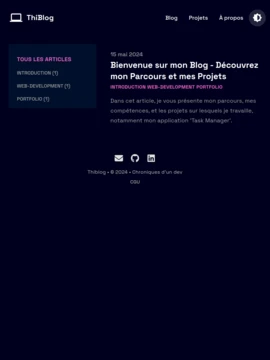 ThiBlog
Blog
Projets
À propos
TOUS LES ARTICLES
INTRODUCTION (1)
WEB-DEVELOPMENT (1)
PORTFOLIO (1)
15 mai 2024
Bienvenue sur mon Blog - Découvrez
mon Parcours et mes Projets
INTRODUCTION WEB-DEVELOPMENT PORTFOLIO
Dans cet article, je vous présente mon parcours, mes
compétences, et les projets sur lesquels je travaille,
notamment mon application 'Task Manager'.
Thiblog • © 2024 • Chroniques d'un dev
CGU